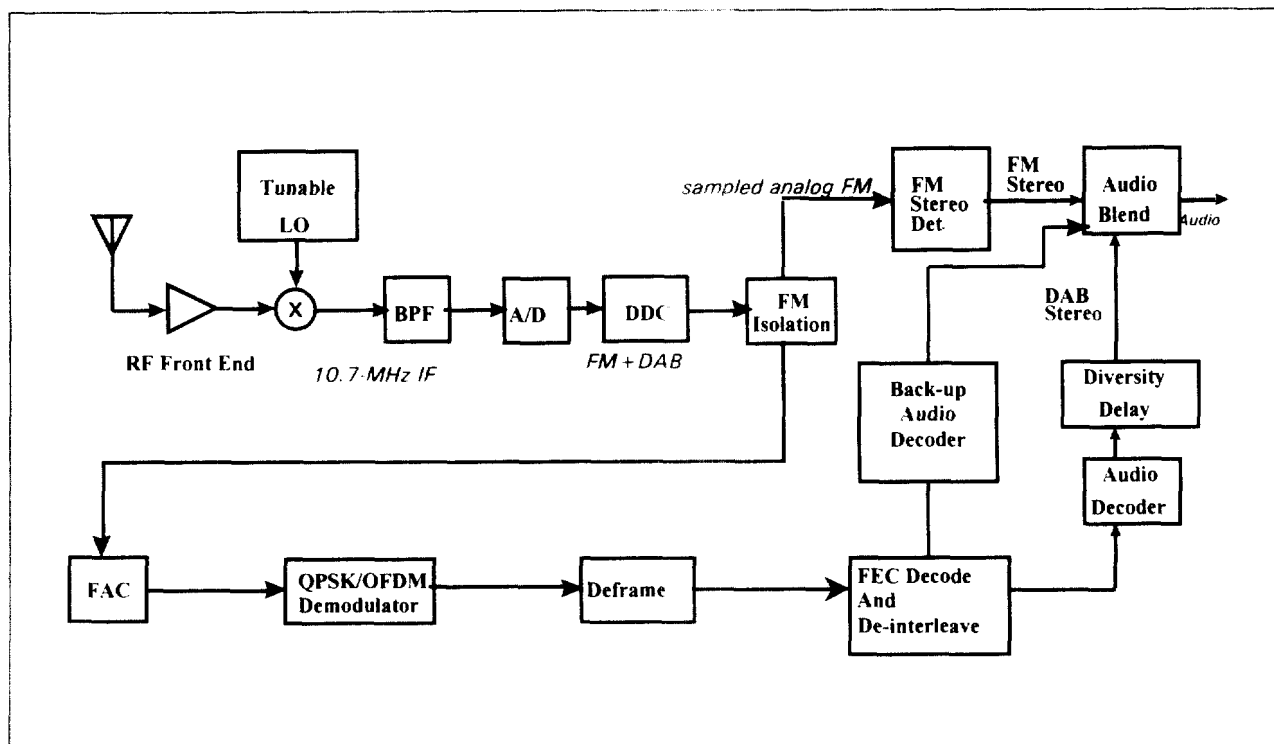 Tunable
LO
X
RF Front End
10.7-MHz IF
BPF
A/D
DDC
FM + DAB
FM
Isolation
sampled analog FM
FM
Stereo
Det.
FM
Stereo
Audio
Blend
Audio
DAB
Stereo
Back-up
Audio
Decoder
Diversity
Delay
Audio
Decoder
FAC
QPSK/OFDM
Demodulator
Deframe
FEC Decode
And
De-interleave